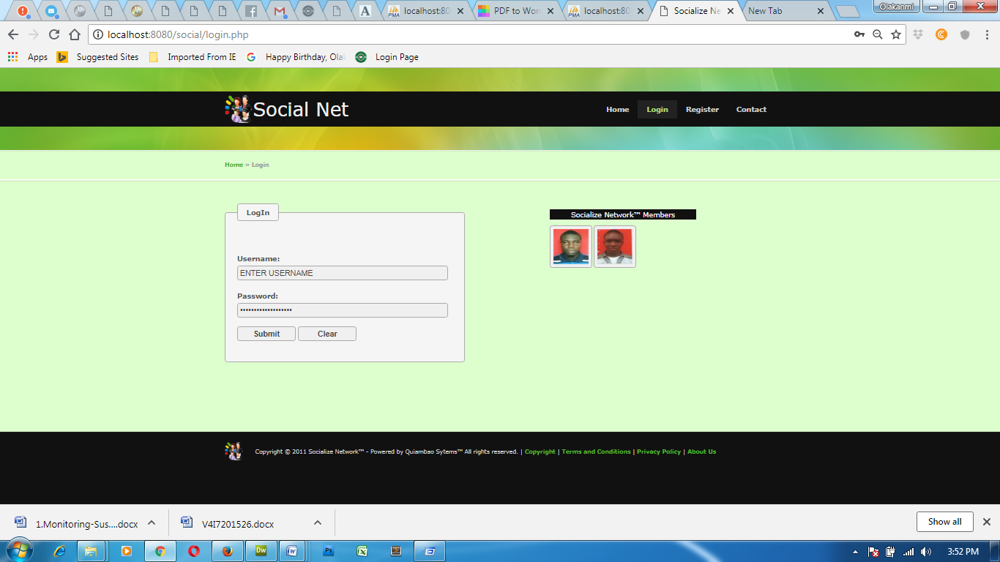 localhost:80
PDF to Wor
localhost:80
Socialize Ne
New Tab
Olakanmi
localhost:8080/social/login.php
Apps
Suggested Sites
Imported From IE
Happy Birthday, Ola
Login Page
Social Net
Home
Login
Register
Contact
Home » Login
LogIn
Socialize Network™ Members
Username:
ENTER USERNAME
Password:
Submit
Clear
Copyright © 2011 Socialize Network™ - Powered by Quiambao Sytems™ All rights reserved. | Copyright | Terms and Conditions | Privacy Policy | About Us
1.Monitoring-Sus....docx
V4I7201526.docx
Show all
3:52 PM